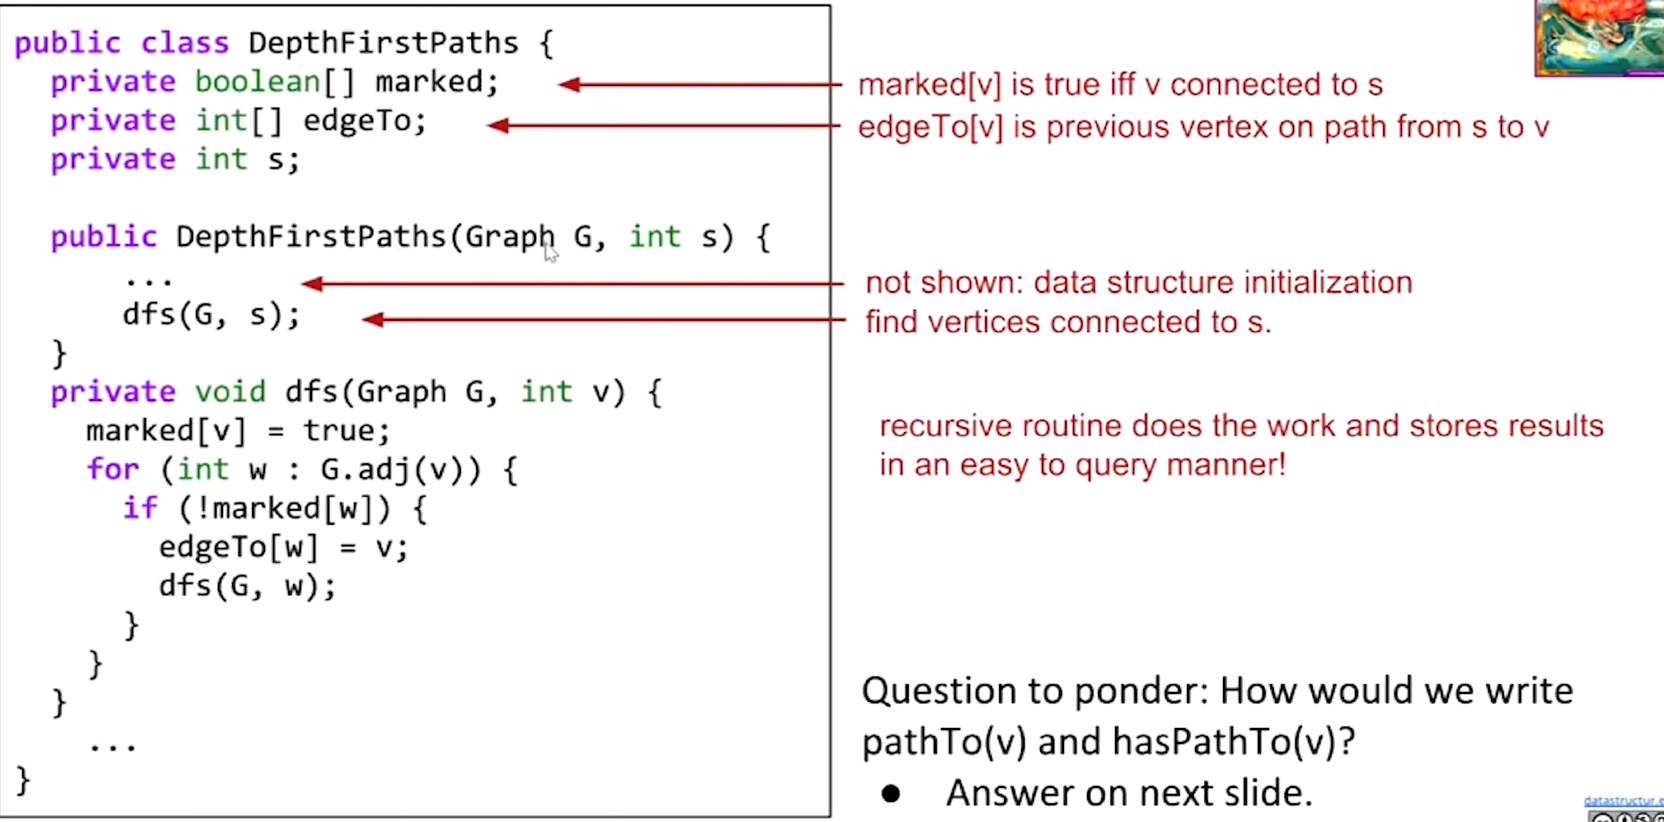 public class DepthFirstPaths {
private boolean[] marked;
private int[] edgeTo;
private int s;
public DepthFirstPaths(Graph G, int s) {
...
dfs(G, s);
}
private void dfs(Graph G, int v) {
marked[v] = true;
for (int w : G.adj(v)) {
if (!marked[w]) {
edgeTo[w] = v;
dfs(G, w);
}
}
}
...
}
marked[v] is true iff v connected to s
edgeTo[v] is previous vertex on path from s to v
not shown: data structure initialization
find vertices connected to s.
recursive routine does the work and stores results
in an easy to query manner!
Question to ponder: How would we write
pathTo(v) and hasPathTo(v)?
● Answer on next slide.
datastructur.e